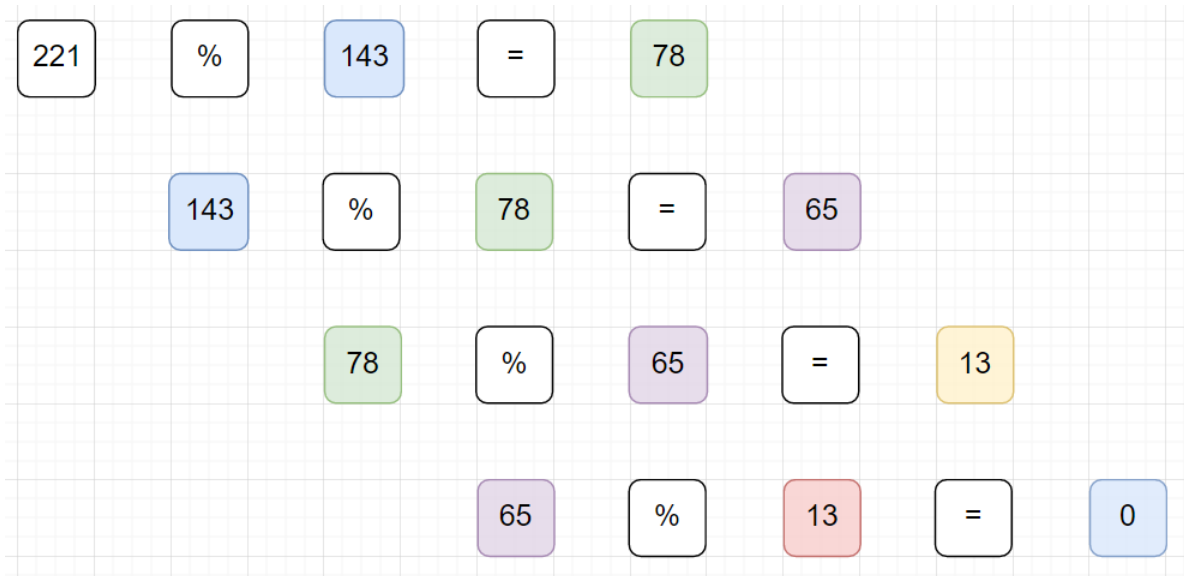 221 % 143 = 78
143 % 78 = 65
78 % 65 = 13
65 % 13 = 0